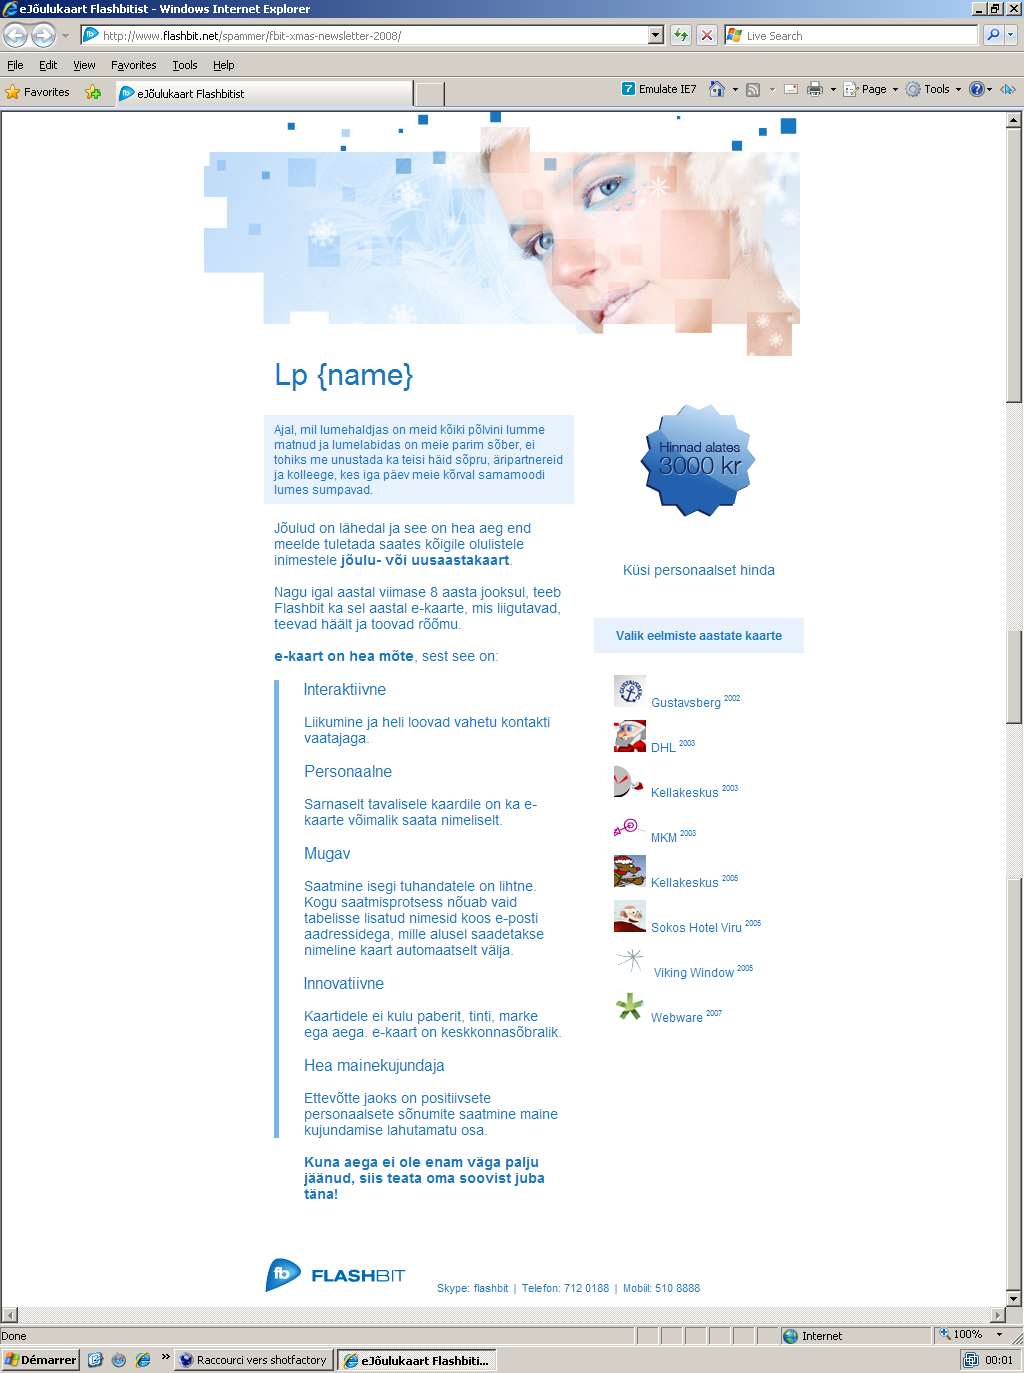 eJõulukaart Flashbitist - Windows Internet Explorer
http://www.flashbit.net/spammer/fbit-xmas-newsletter-2008/
Live Search
File Edit View Favorites Tools Help
Favorites
eJõulukaart Flashbitist
Emulate IE7
Page
Tools
Lp {name}
Ajal, mil lumehaldjas on meid kõiki põlvini lumme
matnud ja lumelabidas on meie parim sõber, ei
tohiks me unustada ka teisi häid sõpru, äripartnereid
ja kolleege, kes iga päev meie kõrval samamoodi
lumes sumpavad.
Jõulud on lähedal ja see on hea aeg end
meelde tuletada saates kõigile olulistele
inimestele jõulu- või uusaastakaart.
Nagu igal aastal viimase 8 aasta jooksul, teeb
Flashbit ka sel aastal e-kaarte, mis liigutavad,
teevad häält ja toovad rõõmu.
e-kaart on hea mõte, sest see on:
Interaktiivne
Liikumine ja heli loovad vahetu kontakti
vaatajaga.
Personaalne
Sarnaselt tavalisele kaardile on ka e-
kaarte võimalik saata nimeliselt.
Mugav
Saatmine isegi tuhandatele on lihtne.
Kogu saatmisprotsess nõuab vaid
tabelisse lisatud nimesid koos e-posti
aadressidega, mille alusel saadetakse
nimeline kaart automaatselt välja.
Innovatiivne
Kaartidele ei kulu paberit, tinti, marke
ega aega. e-kaart on keskkonnasõbralik.
Hea mainekujundaja
Ettevõtte jaoks on positiivsete
personaalsete sõnumite saatmine maine
kujundamise lahutamatu osa.
Kuna aega ei ole enam väga palju
jäänud, siis teata oma soovist juba
täna!
Hinnad alates
3000 kr
Küsi personaalset hinda
Valik eelmiste aastate kaarte
GUSTAVSBERG
Gustavsberg 2002
DHL 2003
Kellakeskus 2003
MKM 2003
Kellakeskus 2005
Sokos Hotel Viru 2005
Viking Window 2005
Webware 2007
fb FLASHBIT
Skype: flashbit | Telefon: 712 0188 | Mobiil: 510 8888
Done
Internet
100%
Démarrer
Raccourci vers shotfactory
eJõulukaart Flashbiti...
00:01